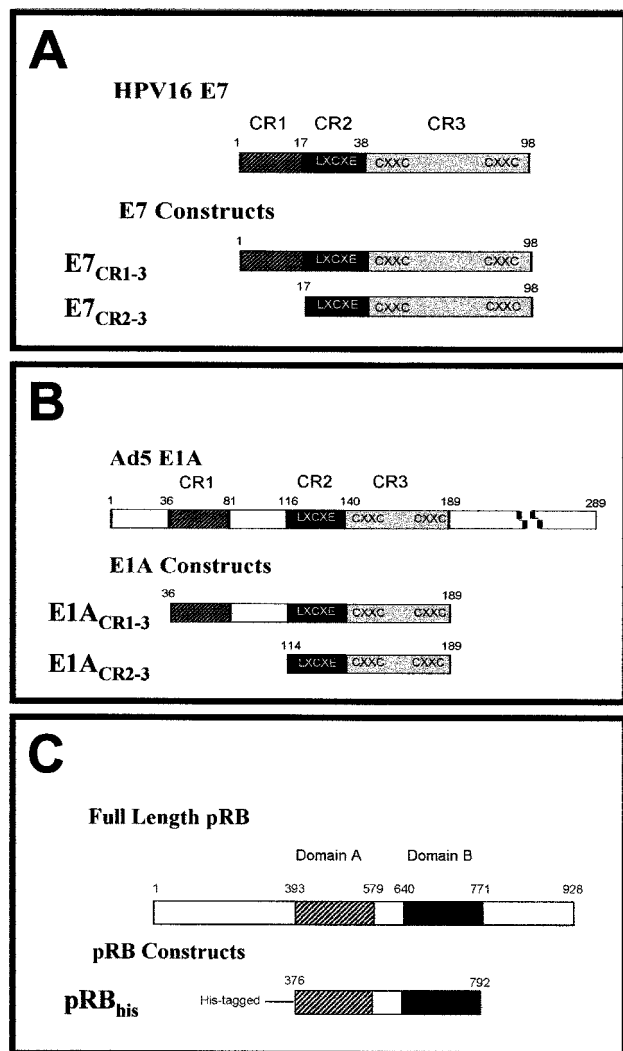 A
HPV16 E7
CR1 CR2 CR3
1 17 38 98
LXCXE CXXC CXXC
E7 Constructs
1 98
E7CR1-3 LXCXE CXXC CXXC
17 98
E7CR2-3 LXCXE CXXC CXXC
B
Ad5 E1A
CR1 CR2 CR3
1 36 81 116 140 189 289
LXCXE CXXC CXXC
E1A Constructs
36 189
E1ACR1-3 LXCXE CXXC CXXC
114 189
E1ACR2-3 LXCXE CXXC CXXC
C
Full Length pRB
Domain A Domain B
1 393 579 640 771 928
pRB Constructs
376 792
pRBhis His-tagged